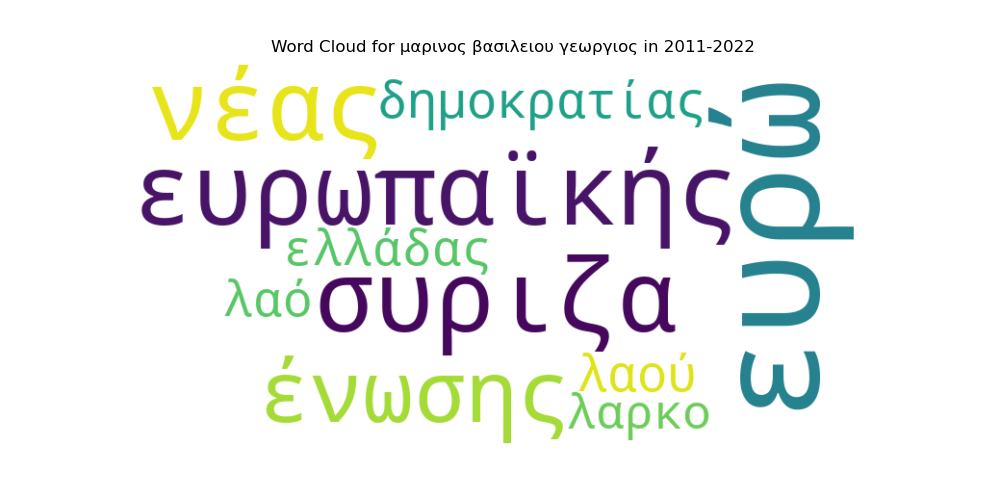 Word Cloud for μαρινος βασιλειου γεωργιος in 2011-2022
νέας
δημοκρατίας
ευρώ
ευρωπαϊκής
ελλάδας
λαό
συριζα
ένωσης
λαού
λαρκο